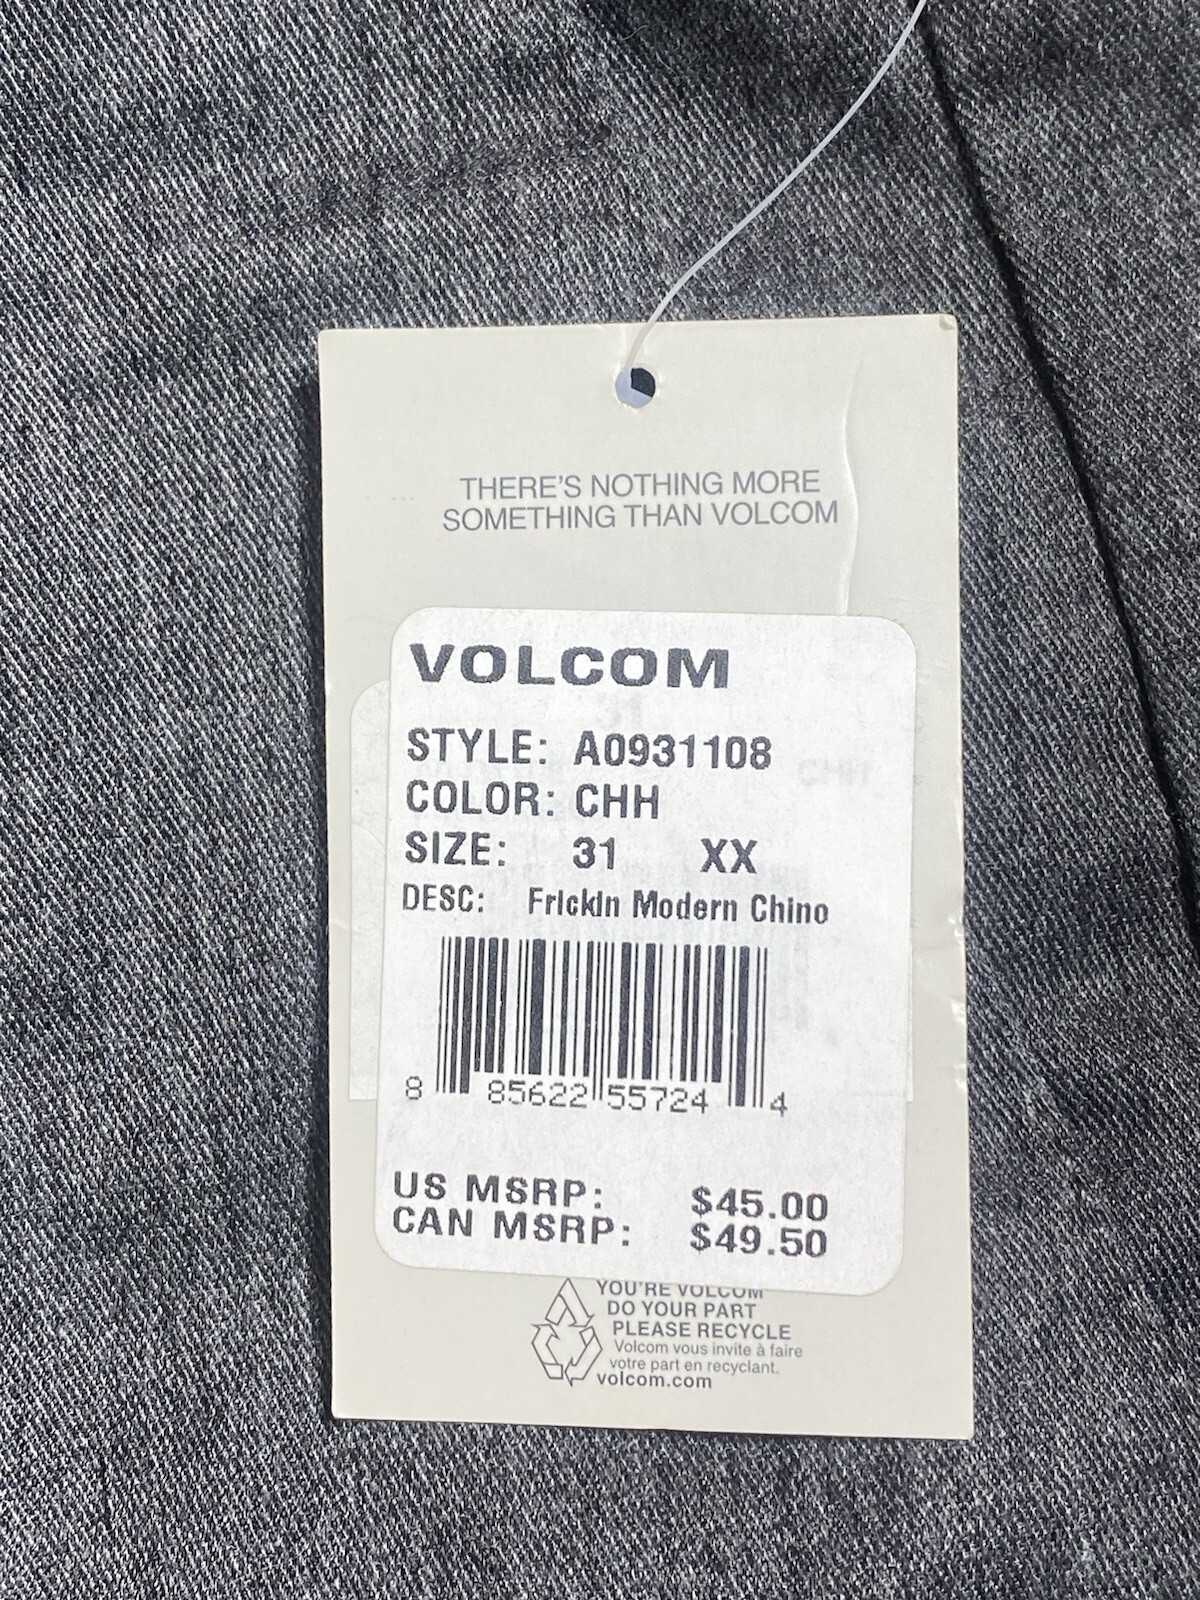 THERE'S NOTHING MORE
SOMETHING THAN VOLCOM
VOLCOM
STYLE: A0931108
COLOR: CHH
SIZE: 31 XX
DESC: Frickin Modern Chino
8 85622 55724 4
US MSRP: $45.00
CAN MSRP: $49.50
YOU'RE VOLCOM
DO YOUR PART
PLEASE RECYCLE
Volcom vous invite à faire
votre part en recyclant.
volcom.com